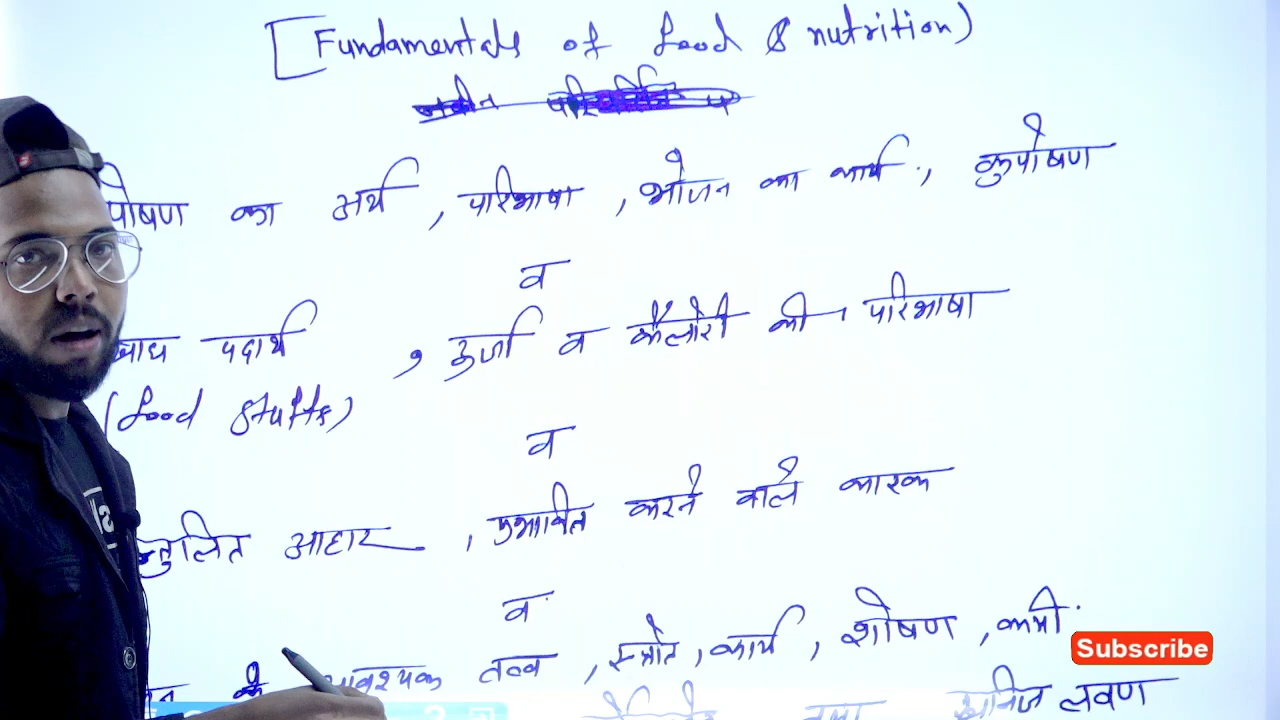 [Fundamentals of food & nutrition)
पोषण का अर्थ , परिभाषा , भोजन का कार्य , कुपोषण
व
खाद्य पदार्थ , ऊर्जा व कैलोरी की परिभाषा
(food stuffs)
व
न्तुलित आहार , प्रभावित करने वाले कारक
व
के आवश्यक तत्व , स्त्रोत , कार्य , शोषण , कमी
खनिज लवण
Subscribe